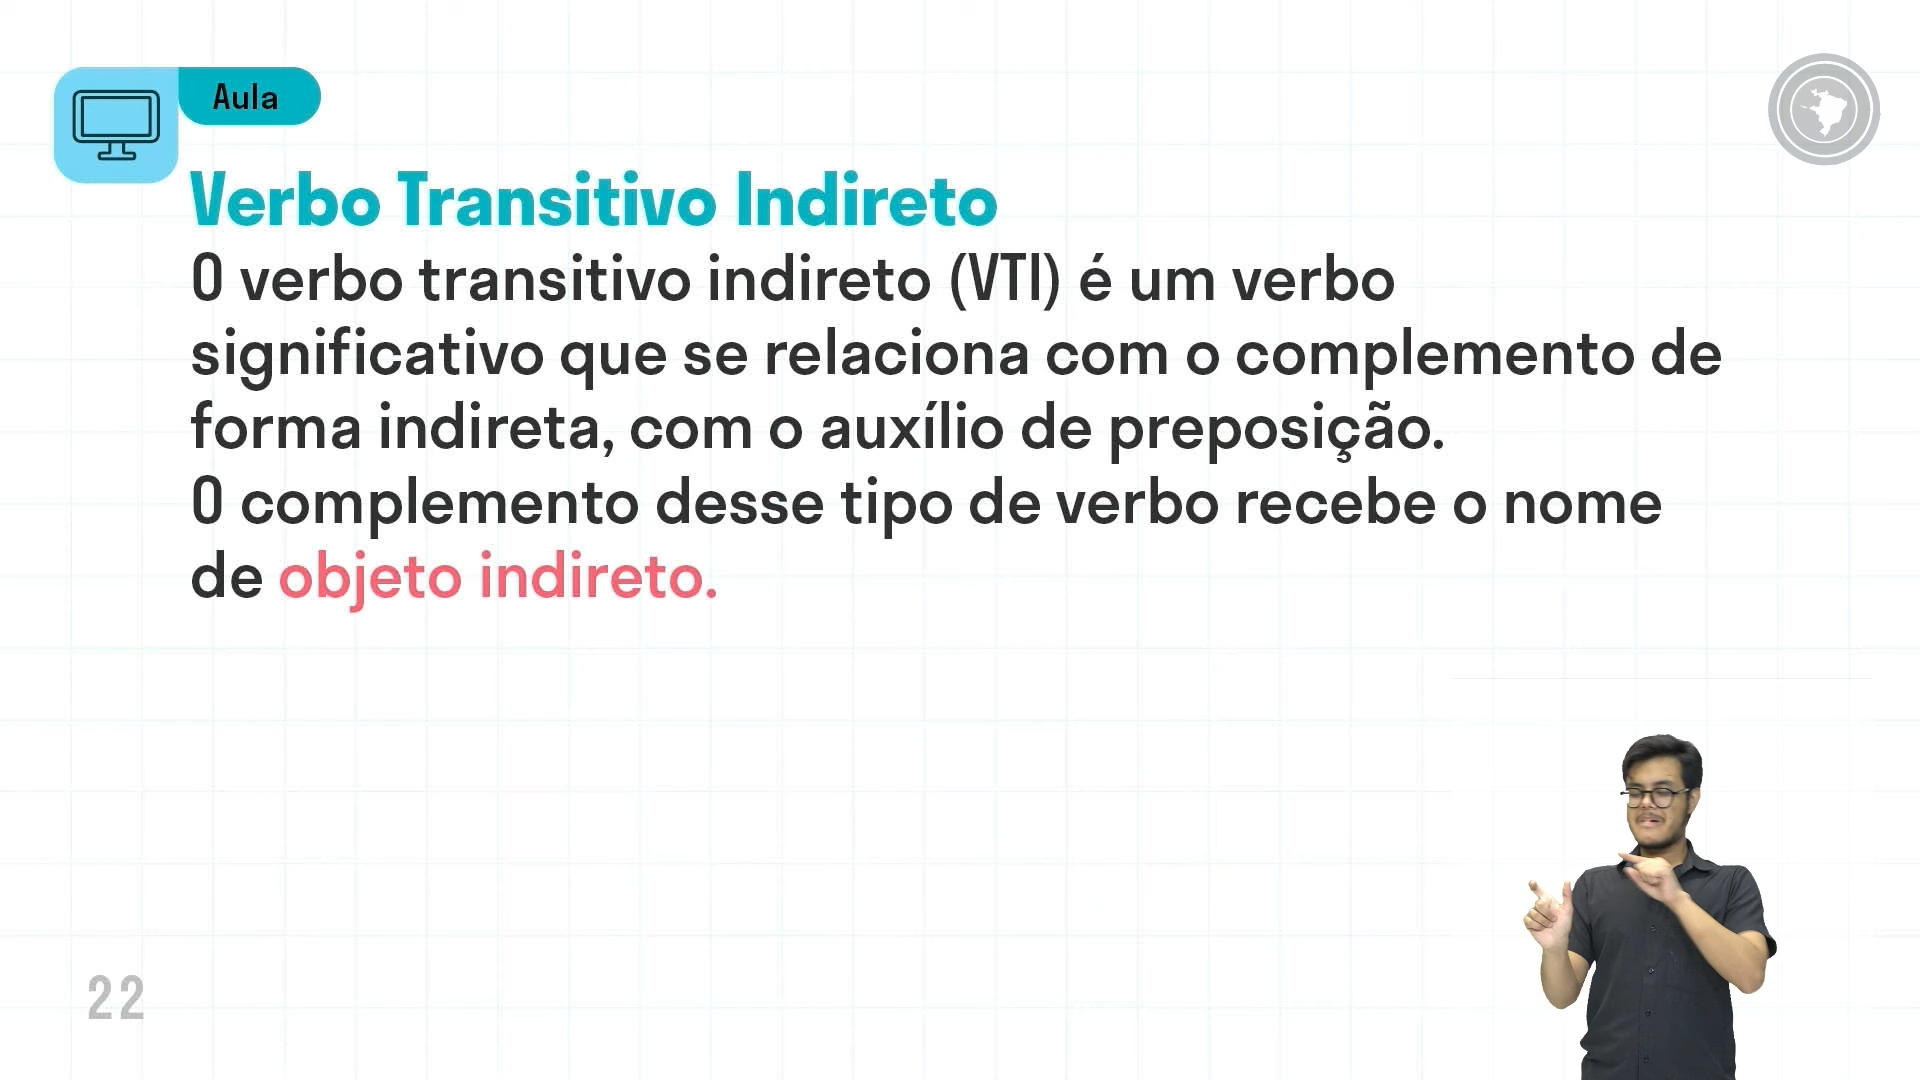 Aula
Verbo Transitivo Indireto
O verbo transitivo indireto (VTI) é um verbo
significativo que se relaciona com o complemento de
forma indireta, com o auxílio de preposição.
O complemento desse tipo de verbo recebe o nome
de objeto indireto.
22